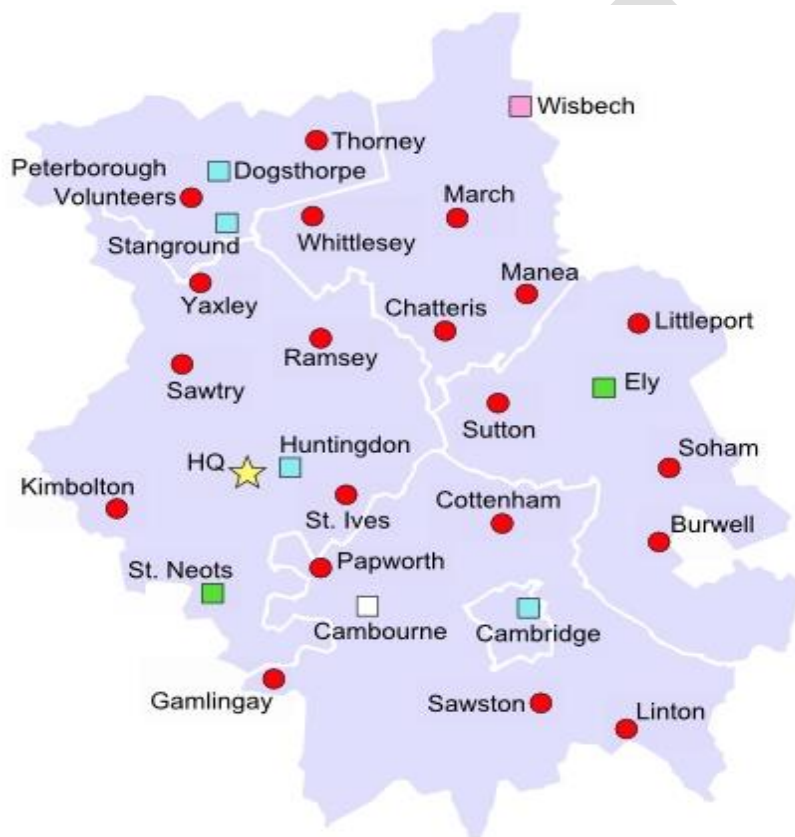 Wisbech
Thorney
Peterborough
Volunteers
Dogsthorpe
March
Stanground
Whittlesey
Manea
Yaxley
Chatteris
Littleport
Ramsey
Sawtry
Ely
Sutton
Huntingdon
HQ
Soham
Kimbolton
St. Ives
Cottenham
Burwell
St. Neots
Papworth
Cambourne
Cambridge
Gamlingay
Sawston
Linton